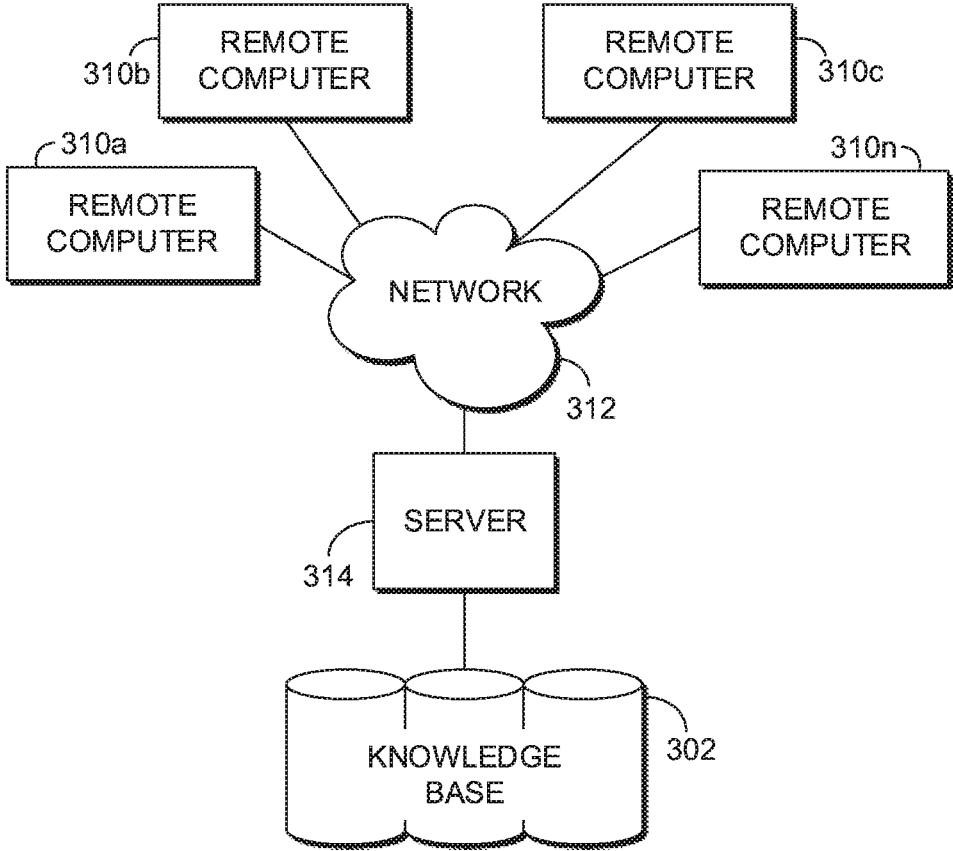 REMOTE
COMPUTER
310b
REMOTE
COMPUTER
310c
310a
REMOTE
COMPUTER
310n
REMOTE
COMPUTER
NETWORK
312
SERVER
314
KNOWLEDGE
BASE
302